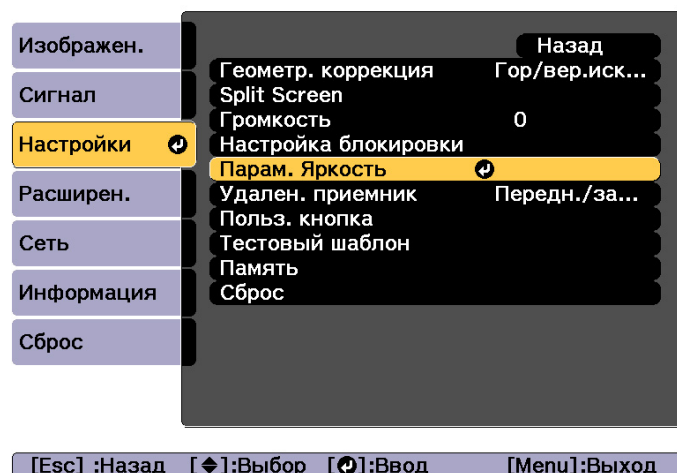 Изображен.
Сигнал
Настройки
Расширен.
Сеть
Информация
Сброс
Назад
Геометр. коррекция Гор/вер.иск...
Split Screen
Громкость 0
Настройка блокировки
Парам. Яркость
Удален. приемник Передн./за...
Польз. кнопка
Тестовый шаблон
Память
Сброс
[Esc] :Назад [◆]:Выбор [⏎]:Ввод [Menu]:Выход